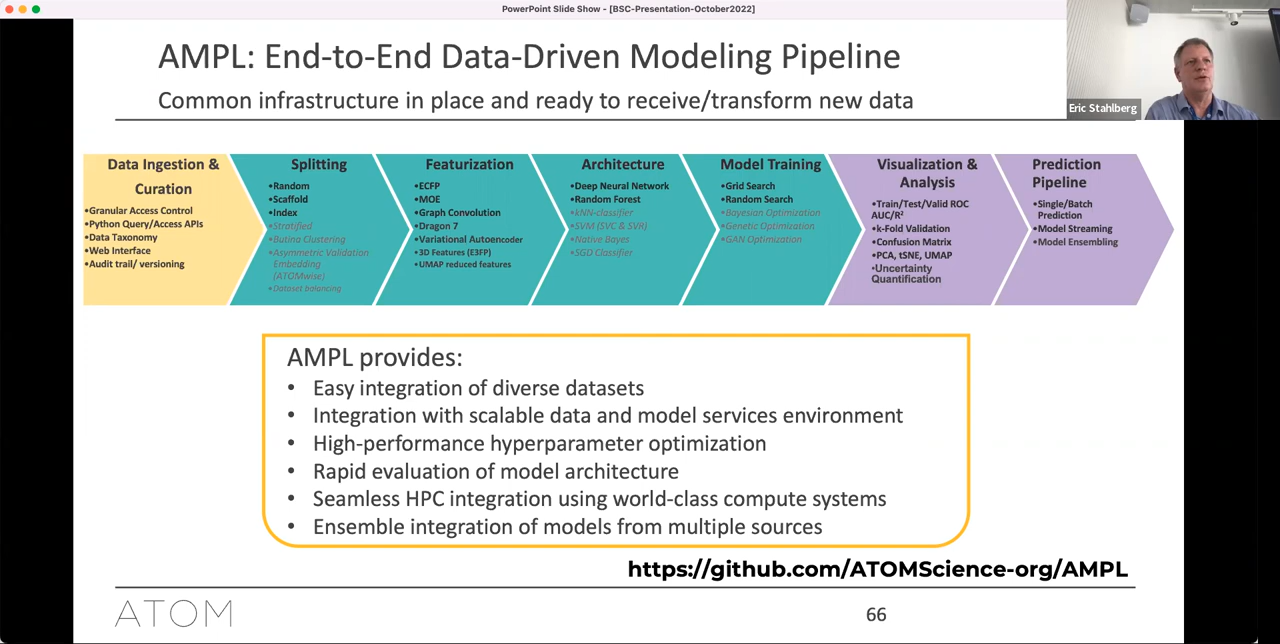 PowerPoint Slide Show - [BSC-Presentation-October2022]
AMPL: End-to-End Data-Driven Modeling Pipeline
Common infrastructure in place and ready to receive/transform new data
Eric Stahlberg
Data Ingestion &
Curation
•Granular Access Control
•Python Query/Access APIs
•Data Taxonomy
•Web Interface
•Audit trail/ versioning
Splitting
•Random
•Scaffold
•Index
•Stratified
•Butina Clustering
•Asymmetric Validation
Embedding
(ATOMwise)
•Dataset balancing
Featurization
•ECFP
•MOE
•Graph Convolution
•Dragon 7
•Variational Autoencoder
•3D Features (E3FP)
•UMAP reduced features
Architecture
•Deep Neural Network
•Random Forest
•kNN-classifier
•SVM (SVC & SVR)
•Native Bayes
•SGD Classifier
Model Training
•Grid Search
•Random Search
•Bayesian Optimization
•Genetic Optimization
•GAN Optimization
Visualization &
Analysis
•Train/Test/Valid ROC
AUC/R²
•k-Fold Validation
•Confusion Matrix
•PCA, tSNE, UMAP
•Uncertainty
Quantification
Prediction
Pipeline
•Single/Batch
Prediction
•Model Streaming
•Model Ensembling
AMPL provides:
• Easy integration of diverse datasets
• Integration with scalable data and model services environment
• High-performance hyperparameter optimization
• Rapid evaluation of model architecture
• Seamless HPC integration using world-class compute systems
• Ensemble integration of models from multiple sources
https://github.com/ATOMScience-org/AMPL
ATOM
66